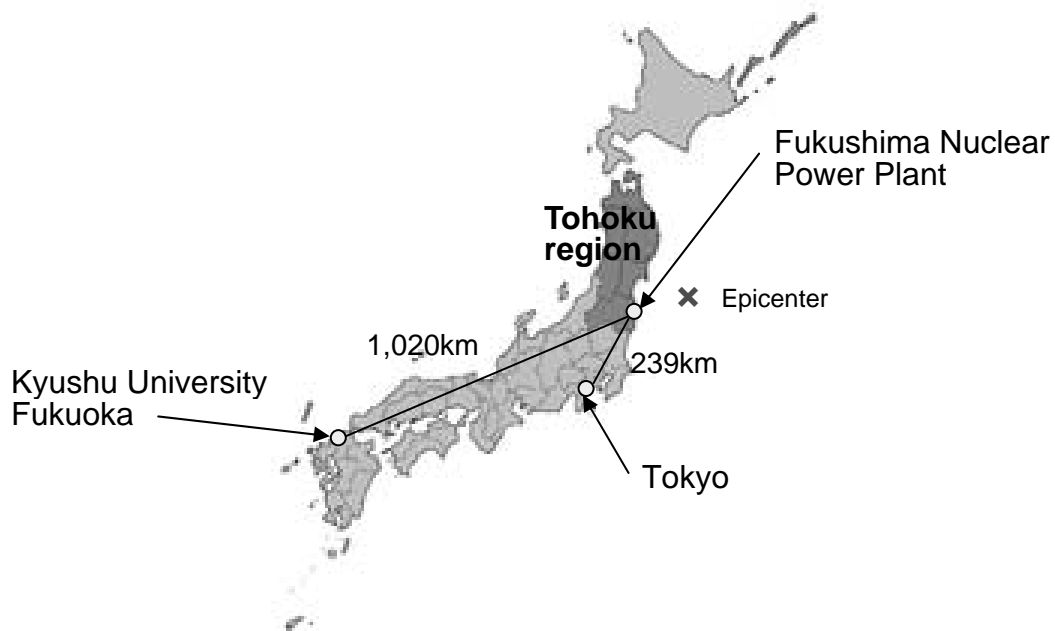 Fukushima Nuclear
Power Plant
Tohoku
region
Epicenter
1,020km
239km
Kyushu University
Fukuoka
Tokyo